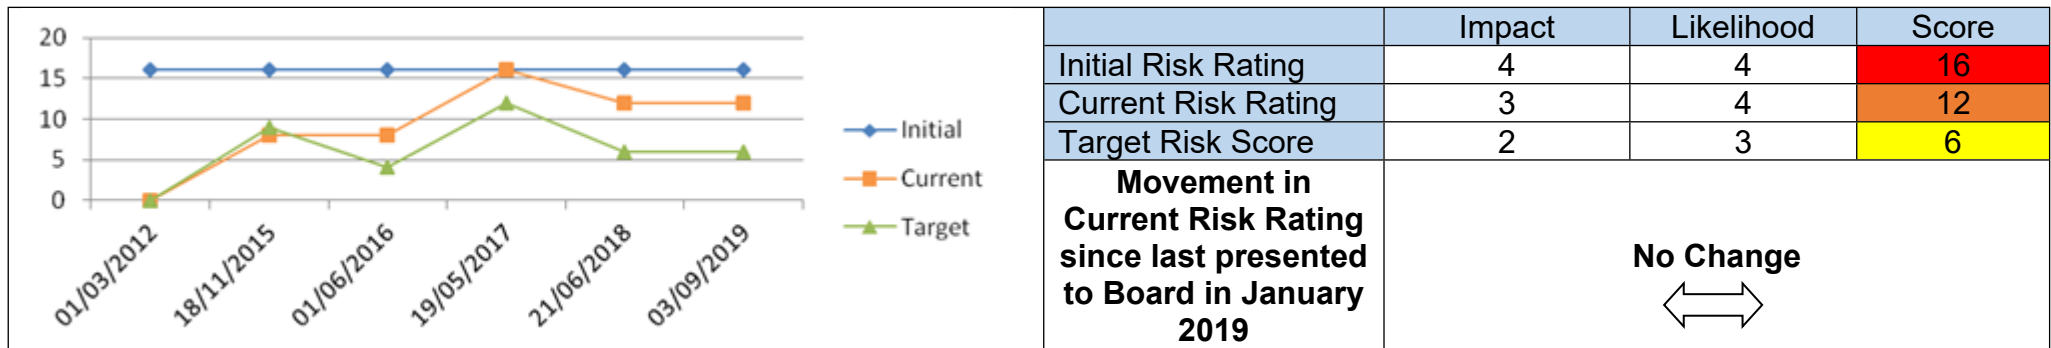 20
15
10
5
0
01/03/2012
18/11/2015
01/06/2016
19/05/2017
21/06/2018
03/09/2019
Initial
Current
Target
Impact Likelihood Score
Initial Risk Rating 4 4 16
Current Risk Rating 3 4 12
Target Risk Score 2 3 6
Movement in
Current Risk Rating
since last presented
to Board in January
2019
No Change